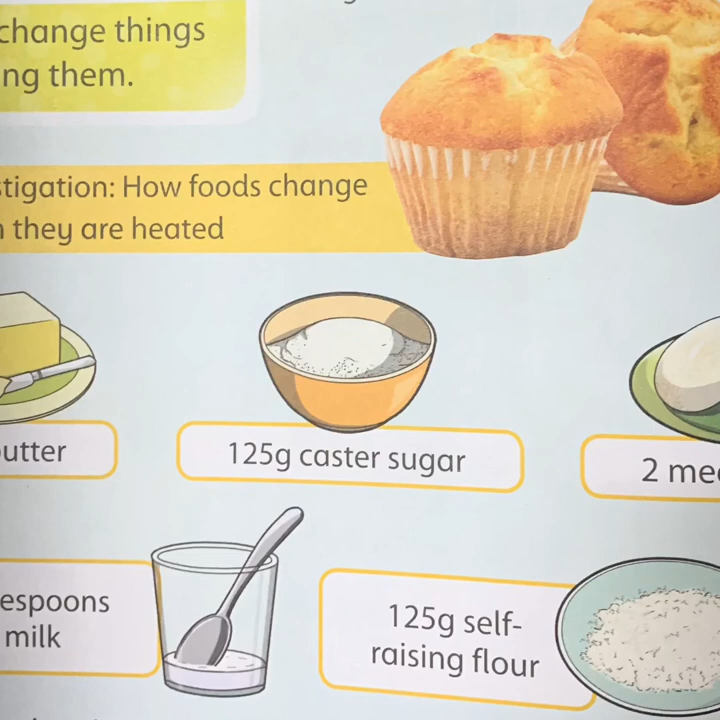 change things
ng them.
stigation: How foods change
they are heated
utter
125g caster sugar
2 me
espoons
milk
125g self-
raising flour